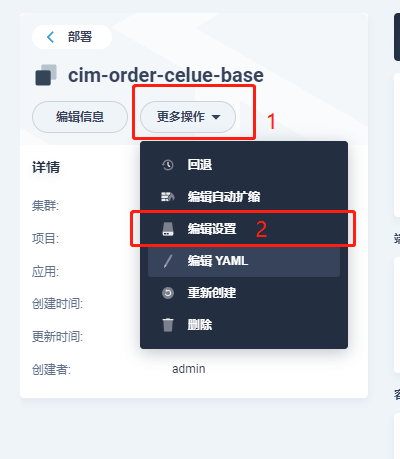 部署
cim-order-celue-base
编辑信息
更多操作
1
详情
回退
编辑自动扩缩
集群:
编辑设置
2
项目:
编辑 YAML
应用:
重新创建
创建时间:
删除
更新时间:
创建者:
admin